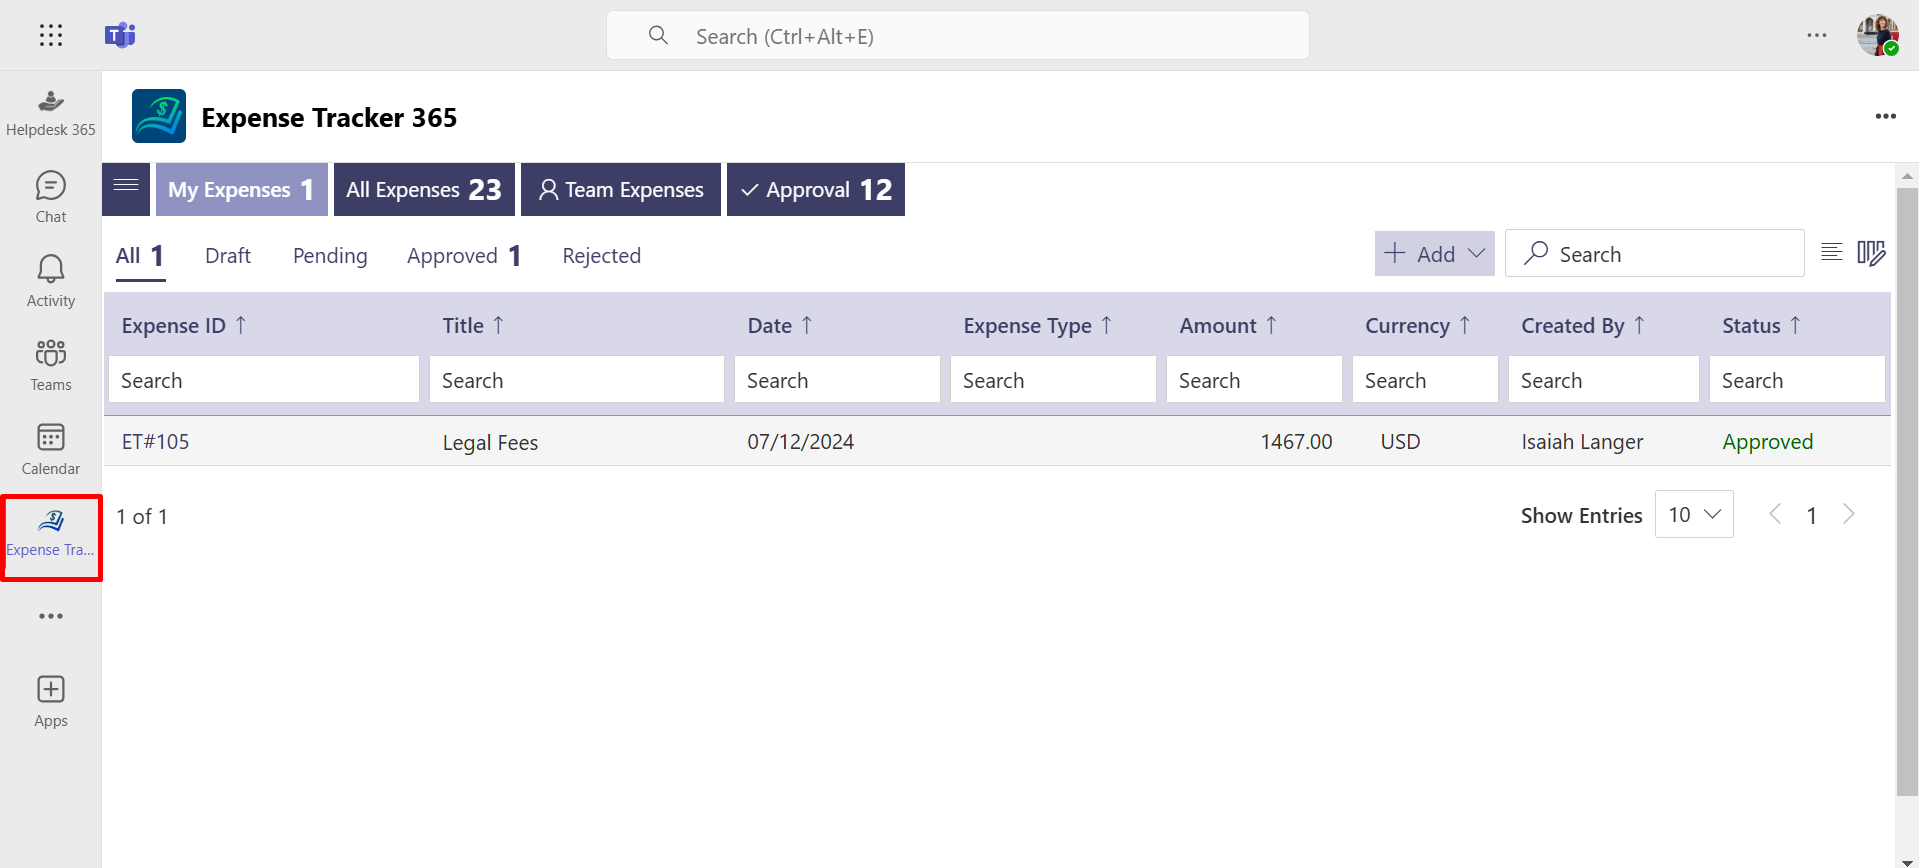 Search (Ctrl+Alt+E)
Helpdesk 365
Chat
Activity
Teams
Calendar
Expense Tra...
Apps
Expense Tracker 365
My Expenses 1 All Expenses 23 Team Expenses Approval 12
All 1 Draft Pending Approved 1 Rejected Add Search
Expense ID ↑ Title ↑ Date ↑ Expense Type ↑ Amount ↑ Currency ↑ Created By ↑ Status ↑
Search Search Search Search Search Search Search Search
ET#105 Legal Fees 07/12/2024 1467.00 USD Isaiah Langer Approved
1 of 1 Show Entries 10 1